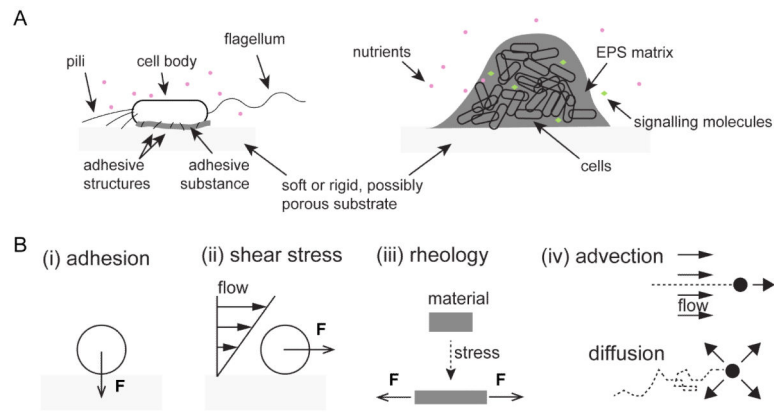 A
pili
cell body
flagellum
adhesive
structures
adhesive
substance
soft or rigid, possibly
porous substrate
nutrients
EPS matrix
signalling molecules
cells
B
(i) adhesion
F
(ii) shear stress
flow
F
(iii) rheology
material
stress
F
F
(iv) advection
flow
diffusion